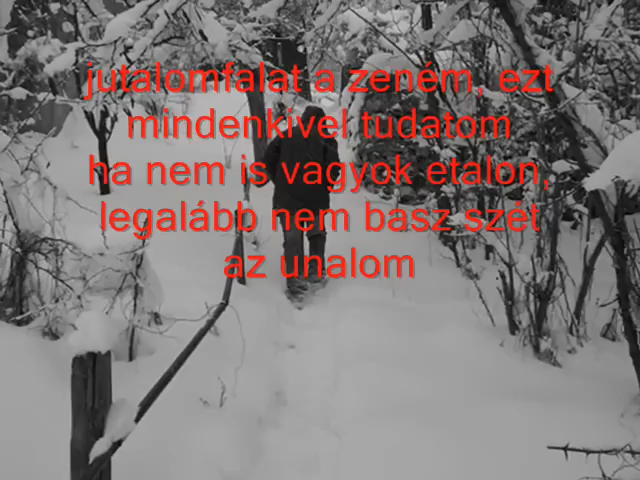 jutalomfalat a zeném, ezt
mindenkivel tudatom
ha nem is vagyok etalon,
legalább nem basz szét
az unalom